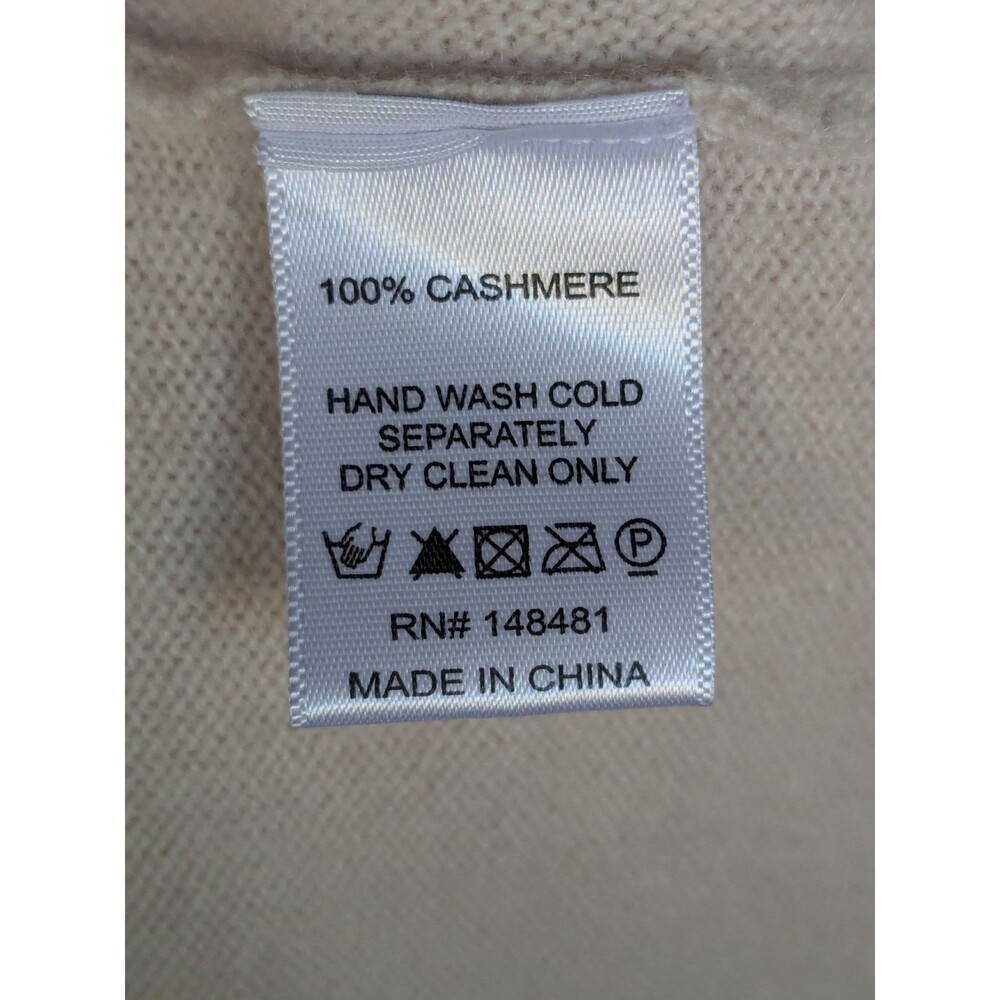 100% CASHMERE
HAND WASH COLD
SEPARATELY
DRY CLEAN ONLY
P
RN# 148481
MADE IN CHINA